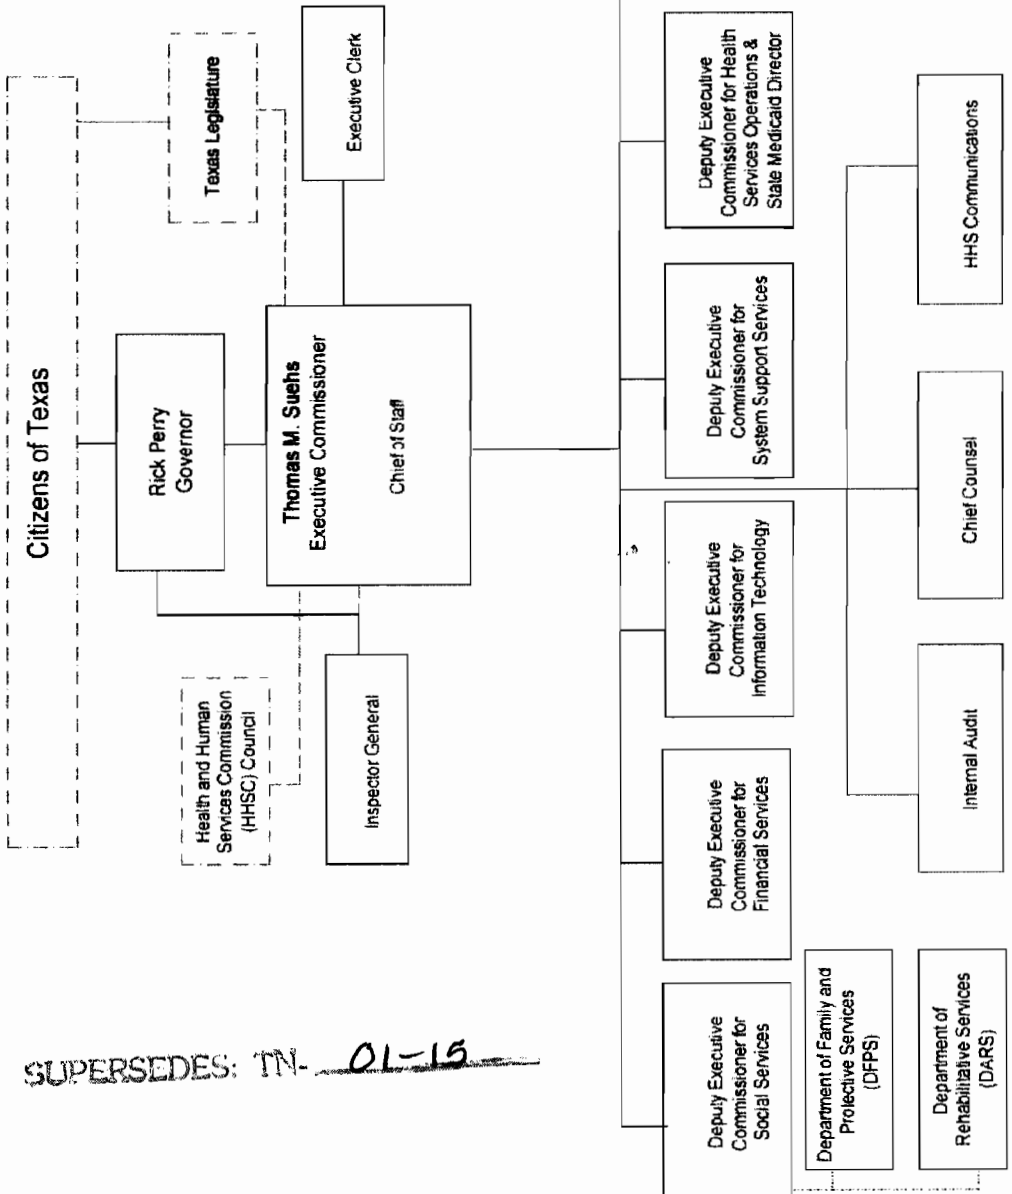 Citizens of Texas
Rick Perry
Governor
Texas Legislature
Health and Human
Services Commission
(HHSC) Council
Thomas M. Suehs
Executive Commissioner
Chief of Staff
Inspector General
Executive Clerk
Deputy Executive
Commissioner for
Social Services
Deputy Executive
Commissioner for
Financial Services
Deputy Executive
Commissioner for
Information Technology
Deputy Executive
Commissioner for
System Support Services
Deputy Executive
Commissioner for Health
Services Operations &
State Medicaid Director
Department of Family and
Protective Services
(DFPS)
Department of
Rehabilitative Services
(DARS)
Internal Audit
Chief Counsel
HHS Communications
SUPERSEDES: TN- 01-15